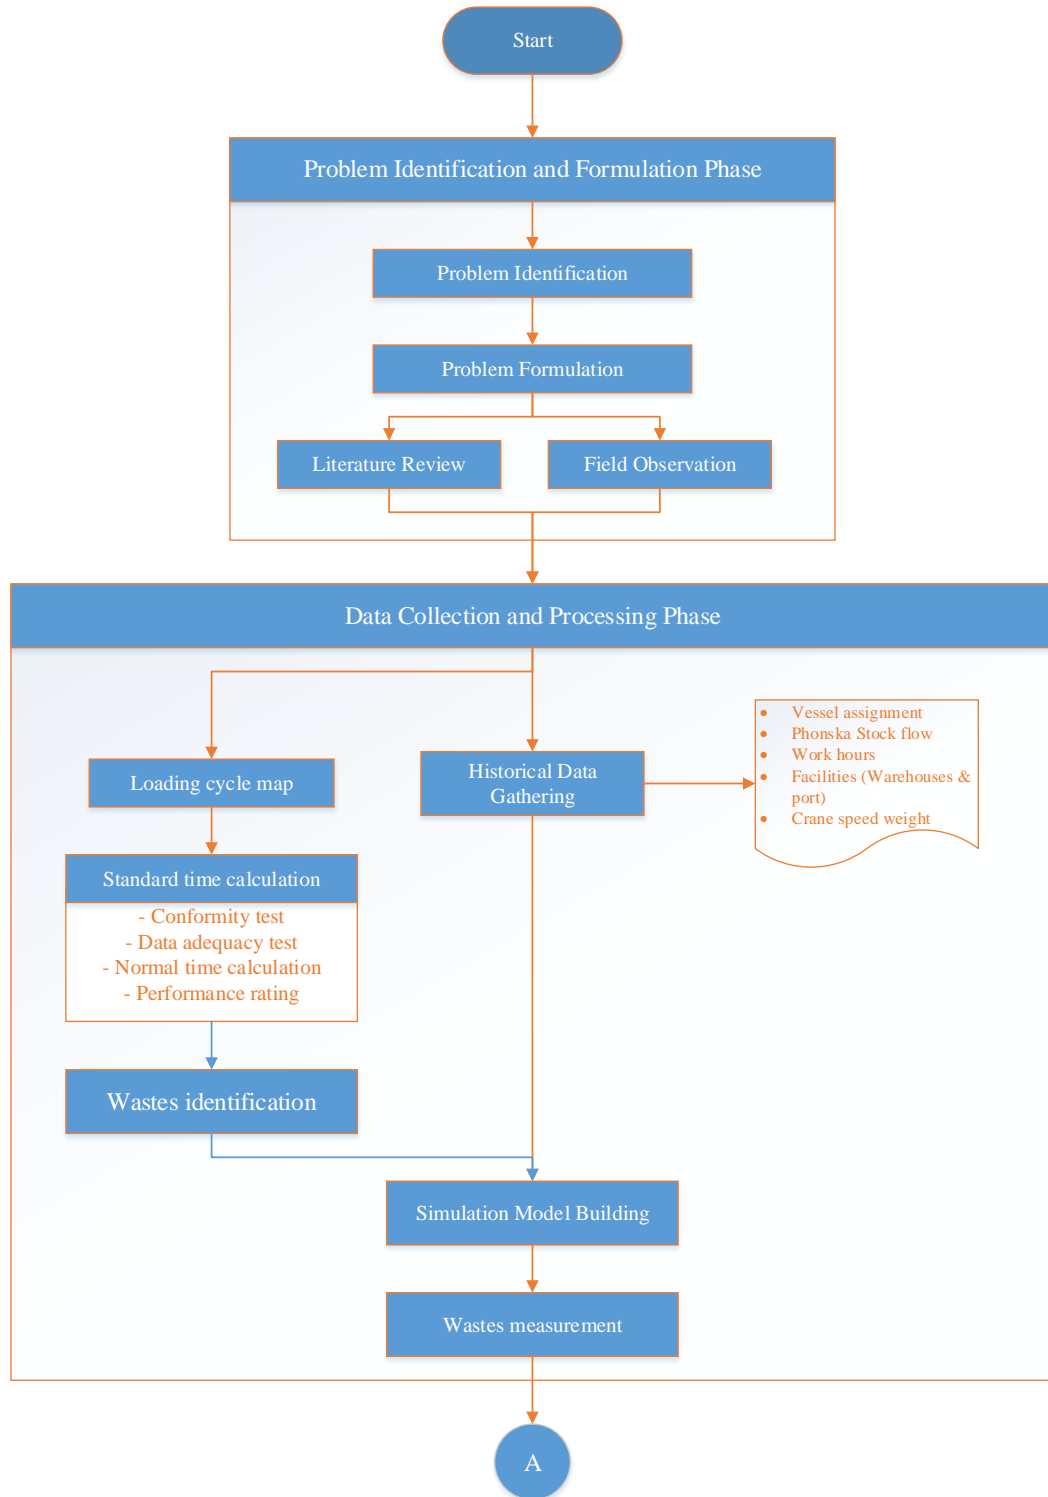 Start
Problem Identification and Formulation Phase
Problem Identification
Problem Formulation
Literature Review
Field Observation
Data Collection and Processing Phase
Loading cycle map
Historical Data
Gathering
• Vessel assignment
• Phonska Stock flow
• Work hours
• Facilities (Warehouses &
port)
• Crane speed weight
Standard time calculation
- Conformity test
- Data adequacy test
- Normal time calculation
- Performance rating
Wastes identification
Simulation Model Building
Wastes measurement
A